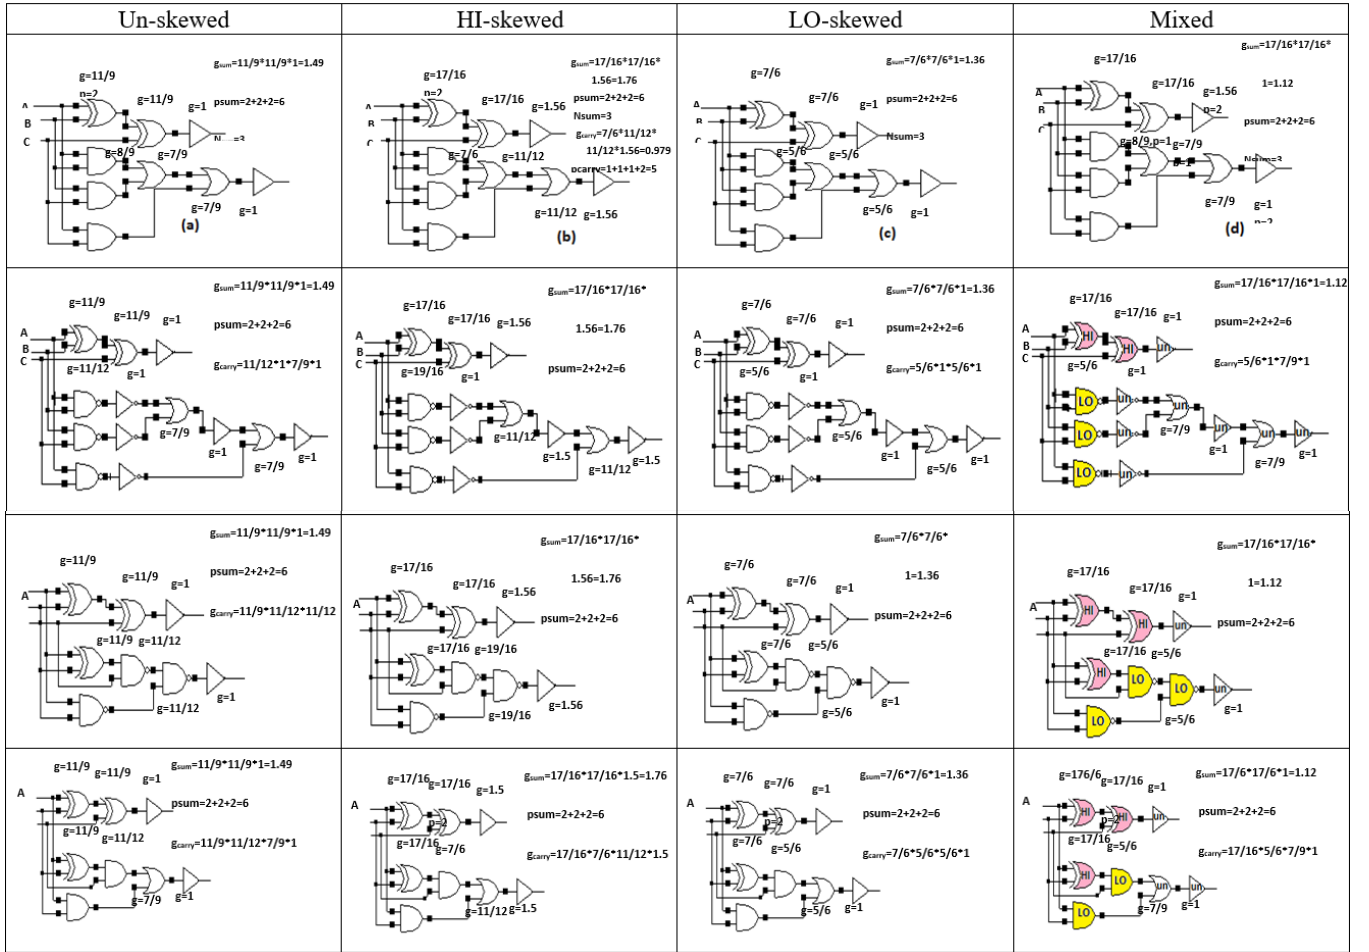 Un-skewed
HI-skewed
LO-skewed
Mixed
gsum=11/9*11/9*1=1.49
g=11/9
p=2
g=11/9
g=1
psum=2+2+2=6
A
B
C
g=8/9
g=7/9
g=7/9
g=1
(a)
gsum=17/16*17/16*
1.56=1.76
g=17/16
p=2
g=17/16
g=1.56
psum=2+2+2=6
Nsum=3
gcarry=7/6*11/12*
11/12*1.56=0.979
pcarry=1+1+1+2=5
A
B
g=7/6
g=11/12
g=11/12
g=1.56
(b)
gsum=7/6*7/6*1=1.36
g=7/6
g=7/6
g=1
psum=2+2+2=6
Nsum=3
A
B
g=5/6
g=5/6
g=5/6
g=1
(c)
gsum=17/16*17/16*
1=1.12
g=17/16
g=17/16
g=1.56
p=2
psum=2+2+2=6
Nsum=3
A
B
g=8/9,p=1
g=7/9
g=7/9
g=1
p=2
(d)
gsum=11/9*11/9*1=1.49
g=11/9
g=11/9
g=1
psum=2+2+2=6
A
B
C
gcarry=11/12*1*7/9*1
g=11/12
g=1
g=7/9
g=1
g=7/9
g=1
gsum=17/16*17/16*
g=17/16
g=17/16
g=1.56
1.56=1.76
A
B
C
psum=2+2+2=6
g=19/16
g=1
g=11/12
g=1.5
g=11/12
g=1.5
gsum=7/6*7/6*1=1.36
g=7/6
g=7/6
g=1
psum=2+2+2=6
A
B
C
gcarry=5/6*1*5/6*1
g=5/6
g=1
g=5/6
g=1
g=5/6
g=1
gsum=17/16*17/16*1=1.12
g=17/16
g=17/16
g=1
psum=2+2+2=6
A
B
C
HI
HI
un
gcarry=5/6*1*7/9*1
g=5/6
g=1
LO
un
un
g=7/9
LO
un
un
g=1
un
un
g=7/9
g=1
LO
un
gsum=11/9*11/9*1=1.49
g=11/9
g=11/9
g=1
psum=2+2+2=6
A
gcarry=11/9*11/12*11/12
g=11/9
g=11/12
g=11/12
g=1
gsum=17/16*17/16*
g=17/16
g=17/16
g=1.56
1.56=1.76
A
psum=2+2+2=6
g=17/16
g=19/16
g=19/16
g=1.56
gsum=7/6*7/6*
g=7/6
g=7/6
g=1
1=1.36
A
psum=2+2+2=6
g=7/6
g=5/6
g=5/6
g=1
gsum=17/16*17/16*
g=17/16
g=17/16
g=1
1=1.12
A
HI
HI
un
psum=2+2+2=6
g=17/16
g=5/6
HI
LO
LO
un
LO
g=5/6
g=1
gsum=11/9*11/9*1=1.49
g=11/9
g=11/9
g=1
psum=2+2+2=6
A
gcarry=11/9*11/12*7/9*1
g=11/9
g=11/12
g=7/9
g=1
gsum=17/16*17/16*1.5=1.76
g=17/16
g=17/16
g=1.5
psum=2+2+2=6
A
p=2
gcarry=17/16*7/6*11/12*1.5
g=17/16
g=7/6
g=11/12
g=1.5
gsum=7/6*7/6*1=1.36
g=7/6
g=7/6
g=1
psum=2+2+2=6
A
p=2
gcarry=7/6*5/6*5/6*1
g=7/6
g=5/6
g=5/6
g=1
gsum=17/6*17/6*1=1.12
g=176/6
g=17/16
g=1
psum=2+2+2=6
A
HI
p=2
HI
un
gcarry=17/16*5/6*7/9*1
g=17/16
g=5/6
HI
LO
un
un
LO
g=7/9
g=1